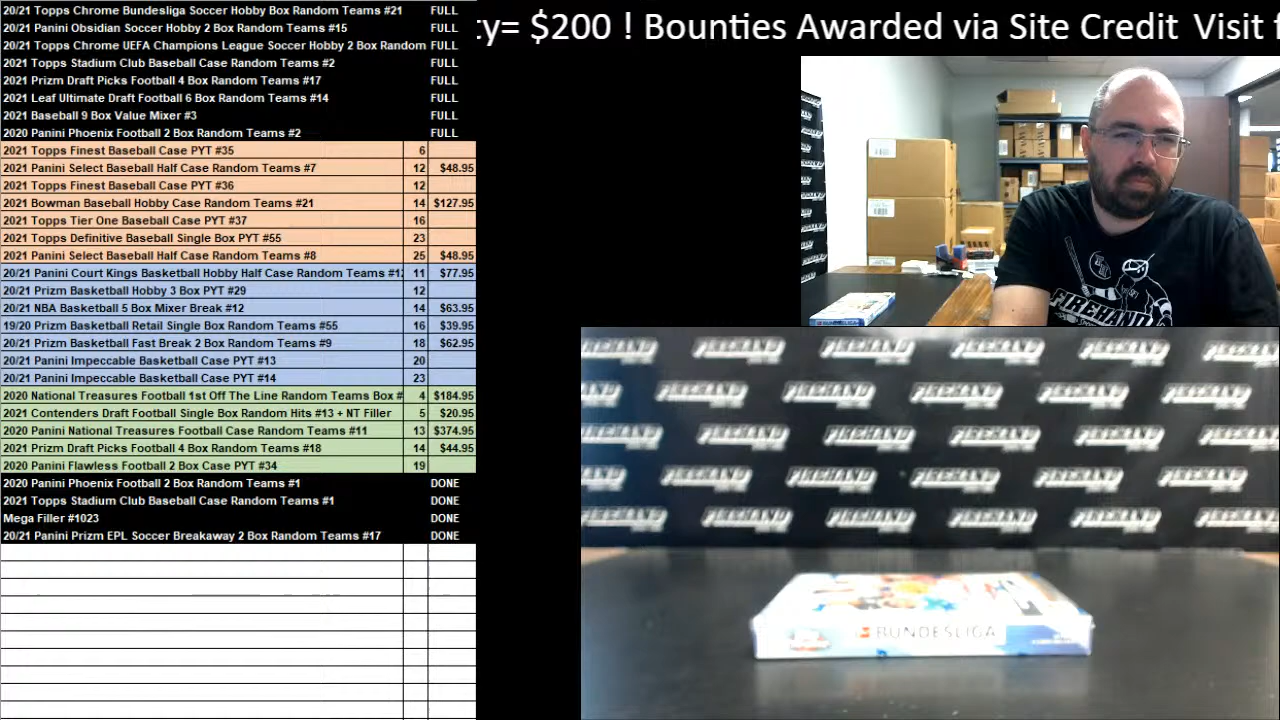 20/21 Topps Chrome Bundesliga Soccer Hobby Box Random Teams #21 FULL
20/21 Panini Obsidian Soccer Hobby 2 Box Random Teams #15 FULL
20/21 Topps Chrome UEFA Champions League Soccer Hobby 2 Box Random FULL
2021 Topps Stadium Club Baseball Case Random Teams #2 FULL
2021 Prizm Draft Picks Football 4 Box Random Teams #17 FULL
2021 Leaf Ultimate Draft Football 6 Box Random Teams #14 FULL
2021 Baseball 9 Box Value Mixer #3 FULL
2020 Panini Phoenix Football 2 Box Random Teams #2 FULL
2021 Topps Finest Baseball Case PYT #35 6
2021 Panini Select Baseball Half Case Random Teams #7 12 $48.95
2021 Topps Finest Baseball Case PYT #36 12
2021 Bowman Baseball Hobby Case Random Teams #21 14 $127.95
2021 Topps Tier One Baseball Case PYT #37 16
2021 Topps Definitive Baseball Single Box PYT #55 23
2021 Panini Select Baseball Half Case Random Teams #8 25 $48.95
20/21 Panini Court Kings Basketball Hobby Half Case Random Teams #1 11 $77.95
20/21 Prizm Basketball Hobby 3 Box PYT #29 12
20/21 NBA Basketball 5 Box Mixer Break #12 14 $63.95
19/20 Prizm Basketball Retail Single Box Random Teams #55 16 $39.95
20/21 Prizm Basketball Fast Break 2 Box Random Teams #9 18 $62.95
20/21 Panini Impeccable Basketball Case PYT #13 20
20/21 Panini Impeccable Basketball Case PYT #14 23
2020 National Treasures Football 1st Off The Line Random Teams Box # 4 $184.95
2021 Contenders Draft Football Single Box Random Hits #13 + NT Filler 5 $20.95
2020 Panini National Treasures Football Case Random Teams #11 13 $374.95
2021 Prizm Draft Picks Football 4 Box Random Teams #18 14 $44.95
2020 Panini Flawless Football 2 Box Case PYT #34 19
2020 Panini Phoenix Football 2 Box Random Teams #1 DONE
2021 Topps Stadium Club Baseball Case Random Teams #1 DONE
Mega Filler #1023 DONE
20/21 Panini Prizm EPL Soccer Breakaway 2 Box Random Teams #17 DONE
ty= $200 ! Bounties Awarded via Site Credit Visit f
FIREHAND
BUNDESLIGA